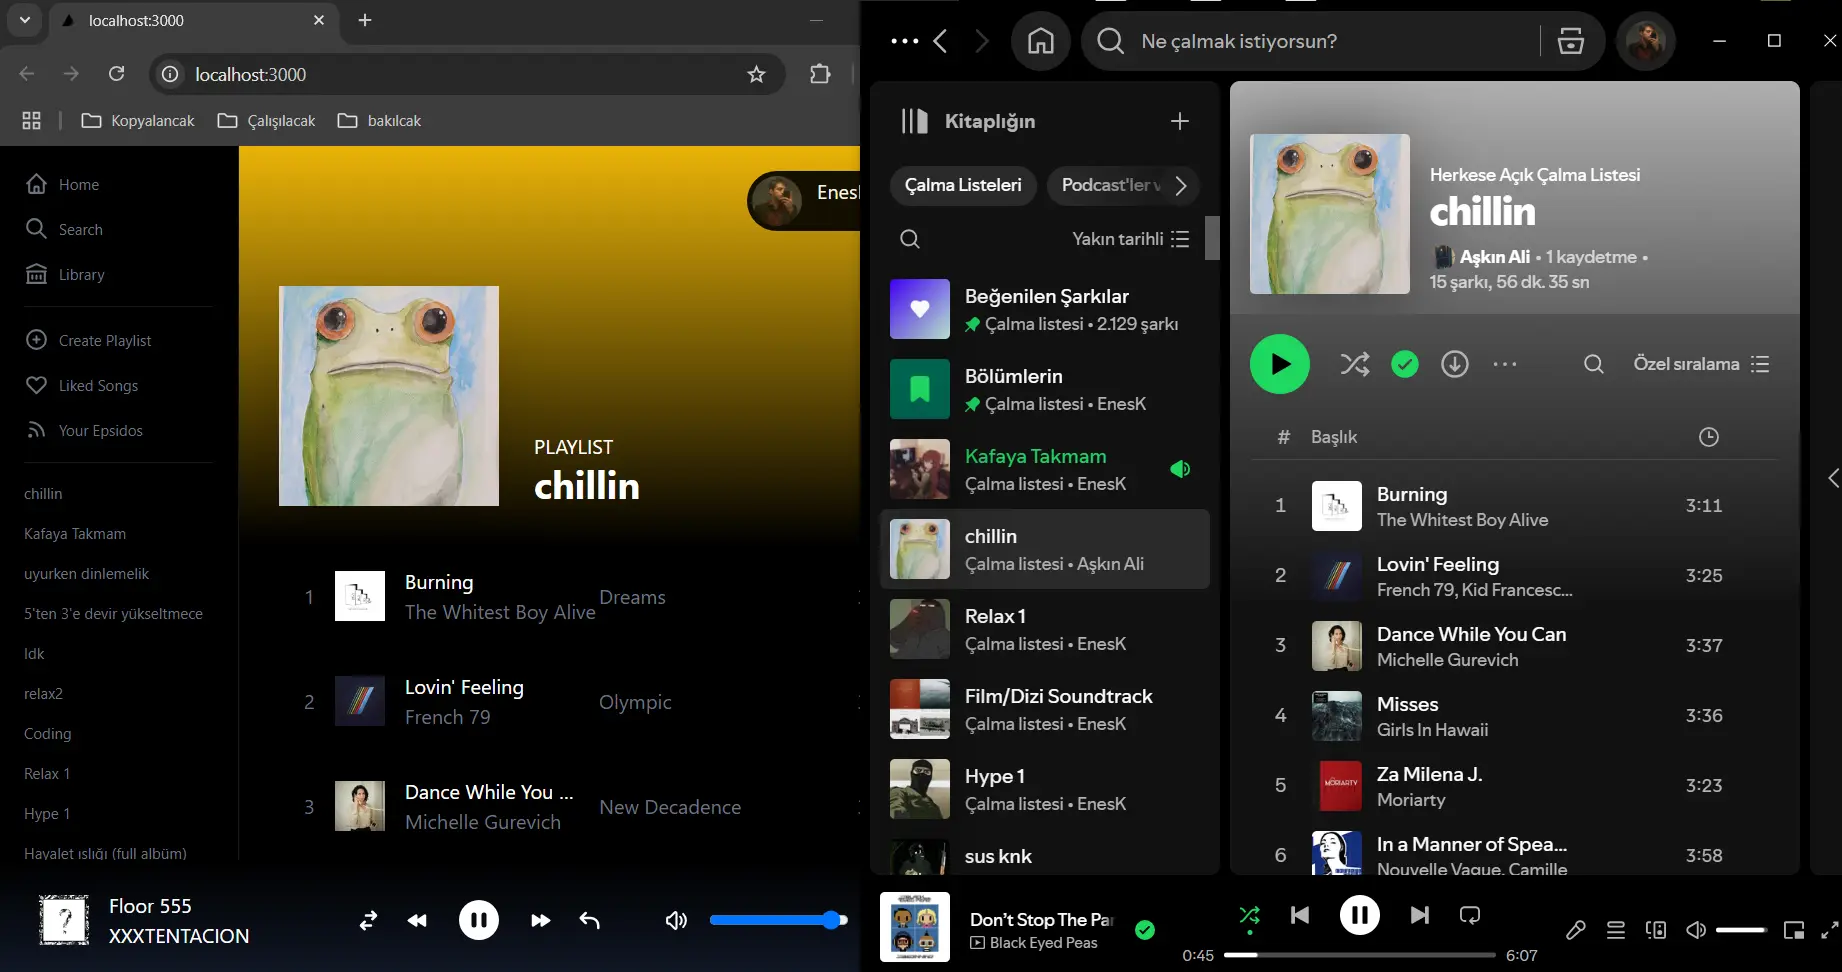 localhost:3000
localhost:3000
Kopyalancak
Çalışılacak
bakılcak
Home
Search
Library
Create Playlist
Liked Songs
Your Epsidos
chillin
Kafaya Takmam
uyurken dinlemelik
5'ten 3'e devir yükseltmece
Idk
relax2
Coding
Relax 1
Hype 1
Hayalet ıslığı (full albüm)
Enesl
PLAYLIST
chillin
1
Burning
The Whitest Boy Alive
Dreams
2
Lovin' Feeling
French 79
Olympic
3
Dance While You ...
Michelle Gurevich
New Decadence
Floor 555
XXXTENTACION
Ne çalmak istiyorsun?
Kitaplığın
Çalma Listeleri
Podcast'ler v
Yakın tarihli
Beğenilen Şarkılar
Çalma listesi • 2.129 şarkı
Bölümlerin
Çalma listesi • EnesK
Kafaya Takmam
Çalma listesi • EnesK
chillin
Çalma listesi • Aşkın Ali
Relax 1
Çalma listesi • EnesK
Film/Dizi Soundtrack
Çalma listesi • EnesK
Hype 1
Çalma listesi • EnesK
sus knk
Herkese Açık Çalma Listesi
chillin
Aşkın Ali • 1 kaydetme •
15 şarkı, 56 dk. 35 sn
Özel sıralama
# Başlık
1
Burning
The Whitest Boy Alive
3:11
2
Lovin' Feeling
French 79, Kid Francesc...
3:25
3
Dance While You Can
Michelle Gurevich
3:37
4
Misses
Girls In Hawaii
3:36
5
MORIARTY
Za Milena J.
Moriarty
3:23
6
In a Manner of Spea...
Nouvelle Vague, Camille
3:58
Don't Stop The Par
Black Eyed Peas
0:45
6:07